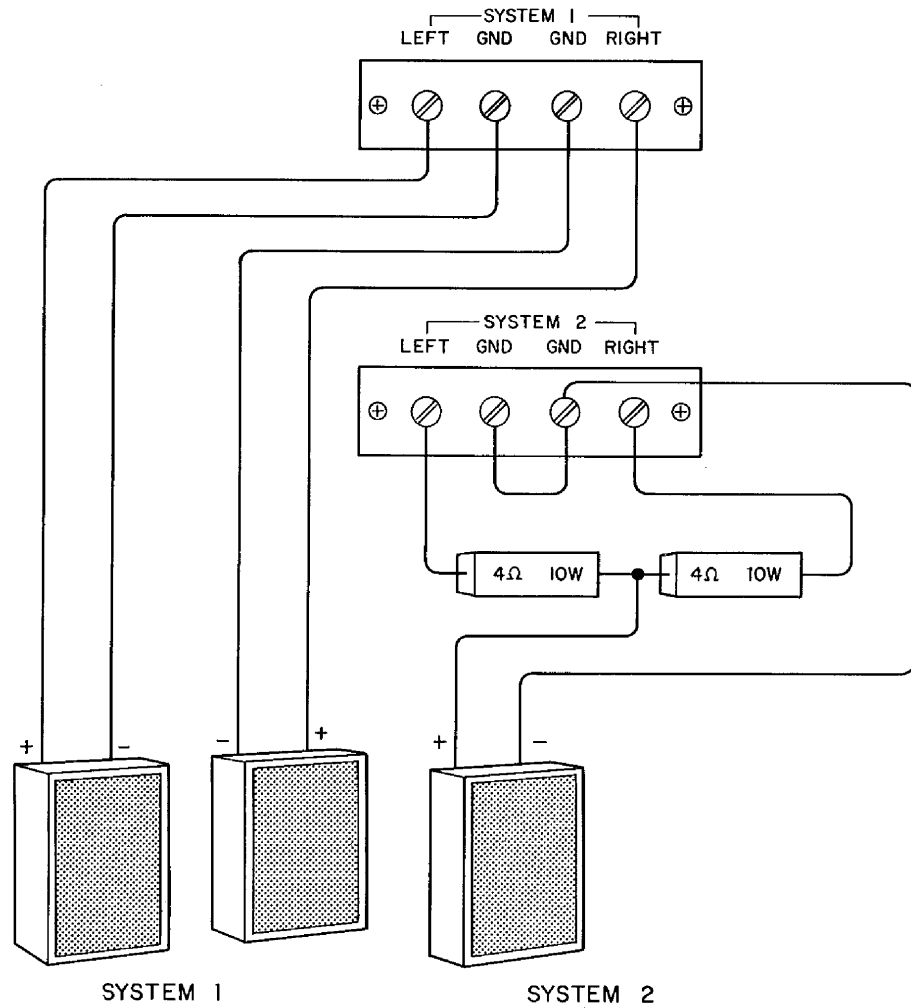 SYSTEM 1
LEFT GND GND RIGHT
SYSTEM 2
LEFT GND GND RIGHT
4Ω 10W 4Ω 10W
+ - - + + -
SYSTEM 1 SYSTEM 2